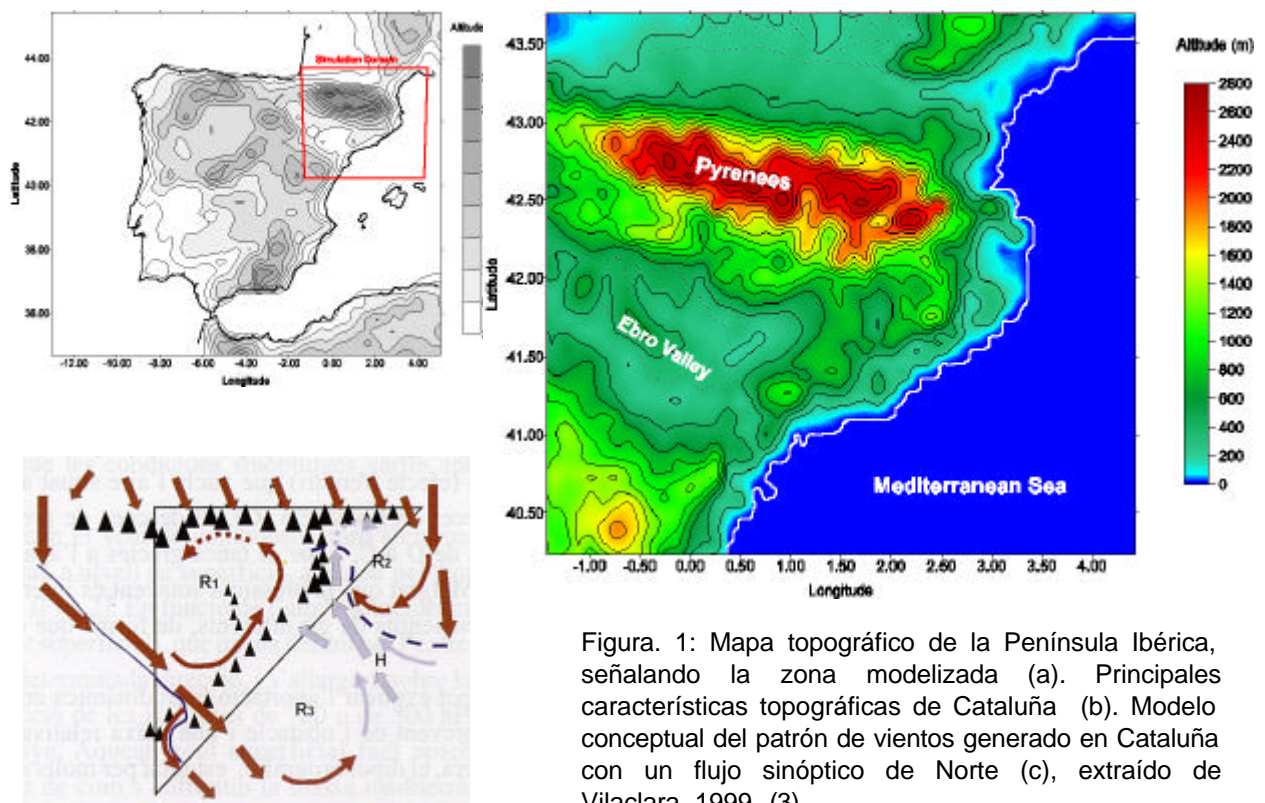 Altitude
44.00
Simulation Domain
42.00
40.00
38.00
36.00
Latitude
-12.00 -10.00 -8.00 -6.00 -4.00 -2.00 0.00 2.00 4.00
Longitude
43.50
43.00
42.50
42.00
41.50
41.00
40.50
Latitude
Pyrenees
Ebro Valley
Mediterranean Sea
-1.00 -0.50 0.00 0.50 1.00 1.50 2.00 2.50 3.00 3.50 4.00
Longitude
Altitude (m)
2800
2600
2400
2200
2000
1800
1600
1400
1200
1000
800
600
400
200
0
R1
R2
H
R3
Figura. 1: Mapa topográfico de la Península Ibérica,
señalando la zona modelizada (a). Principales
características topográficas de Cataluña (b). Modelo
conceptual del patrón de vientos generado en Cataluña
con un flujo sinóptico de Norte (c), extraído de
Vilaclara, 1999 (3)